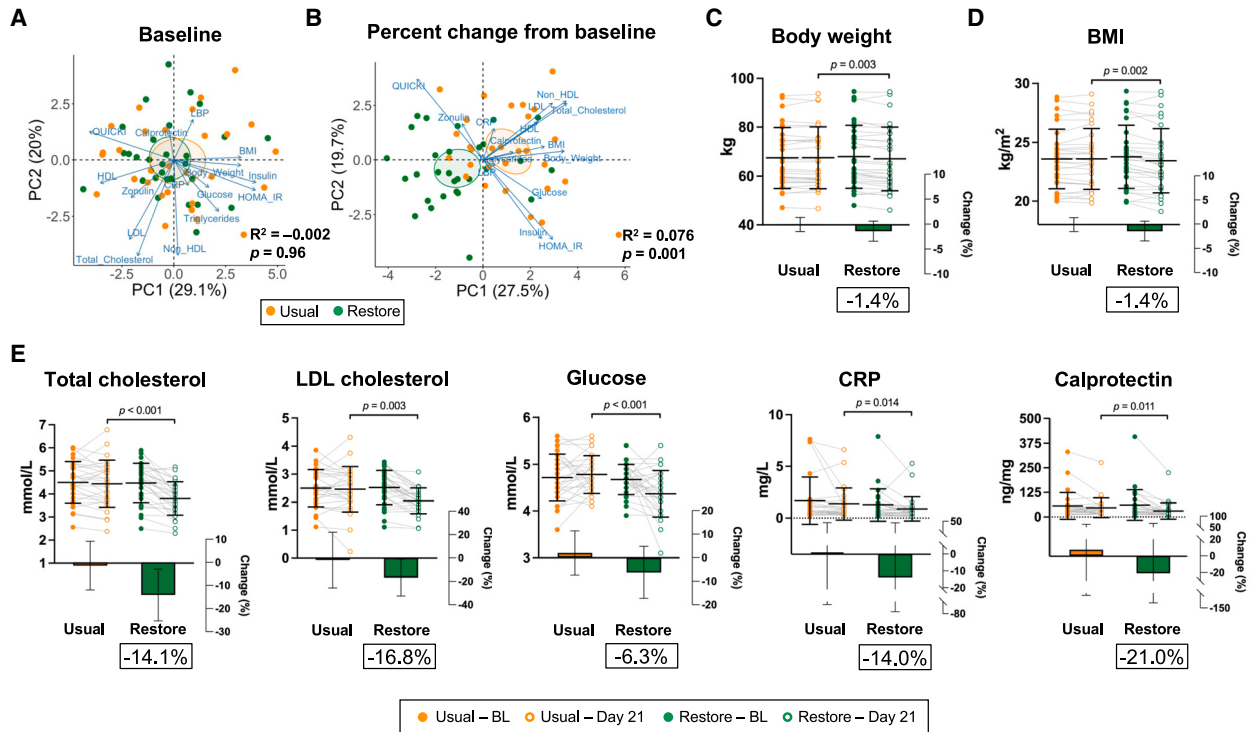 A
Baseline
PC2 (20%)
2.5
0.0
-2.5
LBP
QUICKI
Calprotectin
BMI
Body_Weight
Insulin
HDL
CRP
Zonulin
Glucose
HOMA_IR
Triglycerides
LDL
Total_Cholesterol
Non_HDL
R² = –0.002
p = 0.96
-2.5 0.0 2.5 5.0
PC1 (29.1%)
B
Percent change from baseline
PC2 (19.7%)
2.5
0.0
-2.5
QUICKI
Non_HDL
LDL
Total_Cholesterol
Zonulin
CRP
HDL
Calprotectin
BMI
Body_Weight
LBP
Glucose
Insulin
HOMA_IR
R² = 0.076
p = 0.001
-4 -2 0 2 4 6
PC1 (27.5%)
Usual Restore
C
Body weight
p = 0.003
kg
100
90
80
70
60
50
40
10
5
0
-5
-10
Change (%)
Usual Restore
-1.4%
D
BMI
p = 0.002
kg/m²
30
25
20
10
5
0
-5
-10
Change (%)
Usual Restore
-1.4%
E
Total cholesterol
p < 0.001
mmol/L
7
6
5
4
3
2
1
10
0
-10
-20
-30
Change (%)
Usual Restore
-14.1%
LDL cholesterol
p = 0.003
mmol/L
5
4
3
2
1
0
40
20
0
-20
-40
Change (%)
Usual Restore
-16.8%
Glucose
p < 0.001
mmol/L
6
5
4
3
20
10
0
-10
-20
Change (%)
Usual Restore
-6.3%
CRP
p = 0.014
mg/L
10
5
0
50
0
-10
-20
-80
Change (%)
Usual Restore
-14.0%
Calprotectin
p = 0.011
ng/mg
450
375
250
125
0
100
50
20
0
-20
-150
Change (%)
Usual Restore
-21.0%
Usual – BL Usual – Day 21 Restore – BL Restore – Day 21